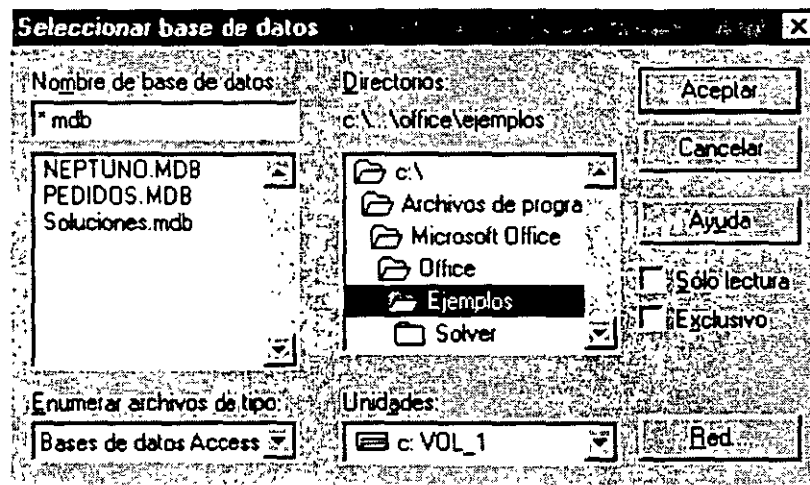 Seleccionar base de datos
Nombre de base de datos:
*.mdb
NEPTUNO.MDB
PEDIDOS.MDB
Soluciones.mdb
Enumerar archivos de tipo:
Bases de datos Access
Directorios:
c:\...\office\ejemplos
c:\
Archivos de progra
Microsoft Office
Office
Ejemplos
Solver
Unidades:
c: VOL_1
Aceptar
Cancelar
Ayuda
Sólo lectura
Exclusivo
Red...